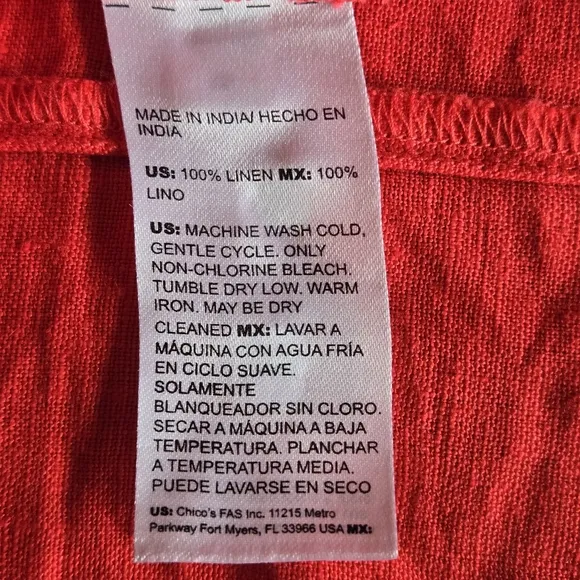 MADE IN INDIA/ HECHO EN
INDIA
US: 100% LINEN MX: 100%
LINO
US: MACHINE WASH COLD,
GENTLE CYCLE. ONLY
NON-CHLORINE BLEACH.
TUMBLE DRY LOW. WARM
IRON. MAY BE DRY
CLEANED MX: LAVAR A
MÁQUINA CON AGUA FRÍA
EN CICLO SUAVE.
SOLAMENTE
BLANQUEADOR SIN CLORO.
SECAR A MÁQUINA A BAJA
TEMPERATURA. PLANCHAR
A TEMPERATURA MEDIA.
PUEDE LAVARSE EN SECO
US: Chico's FAS Inc. 11215 Metro
Parkway Fort Myers, FL 33966 USA MX: